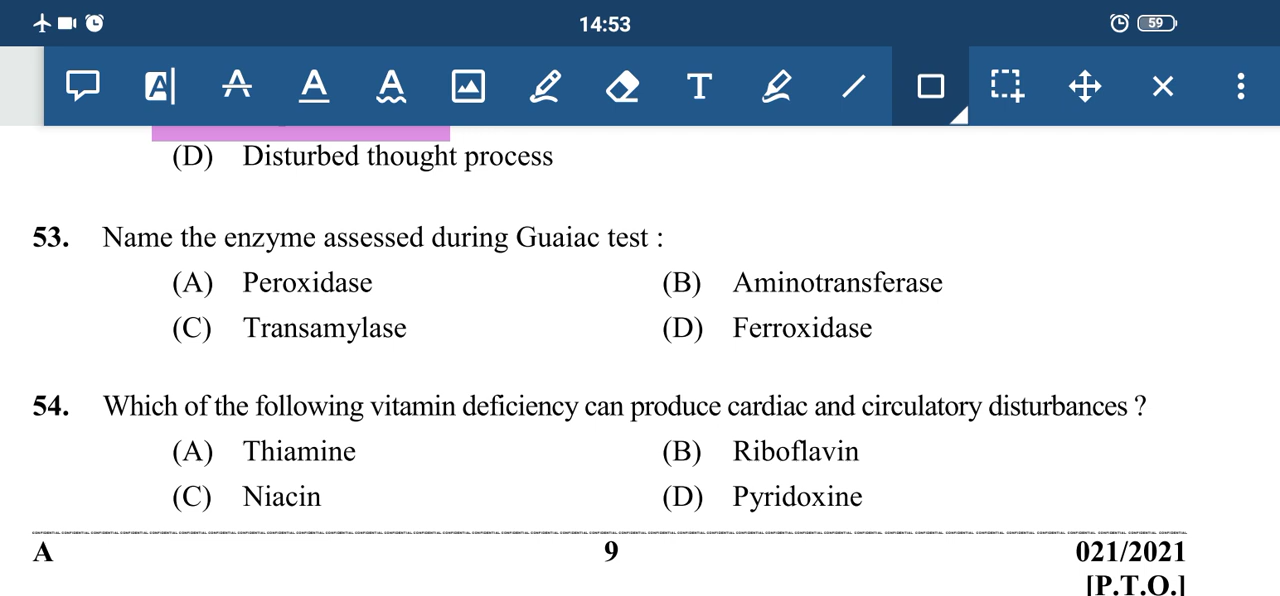 14:53
59
A
A
A
A
T
(D) Disturbed thought process
53. Name the enzyme assessed during Guaiac test :
(A) Peroxidase (B) Aminotransferase
(C) Transamylase (D) Ferroxidase
54. Which of the following vitamin deficiency can produce cardiac and circulatory disturbances ?
(A) Thiamine (B) Riboflavin
(C) Niacin (D) Pyridoxine
A 9 021/2021
[P.T.O.]